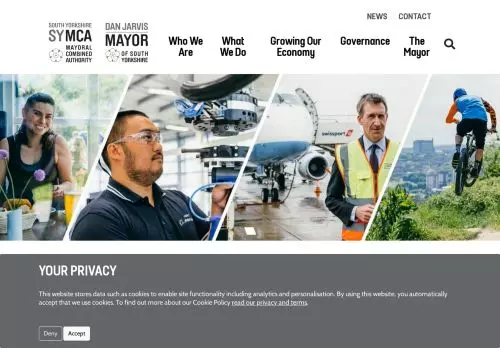 NEWS CONTACT
SOUTH YORKSHIRE
SYMCA
MAYORAL
COMBINED
AUTHORITY
DAN JARVIS
MAYOR
OF SOUTH
YORKSHIRE
Who We
Are
What
We Do
Growing Our
Economy
Governance
The
Mayor
swissport
YOUR PRIVACY
This website stores data such as cookies to enable site functionality including analytics and personalisation. By using this website, you automatically
accept that we use cookies. To find out more about our Cookie Policy read our privacy and terms.
Deny Accept